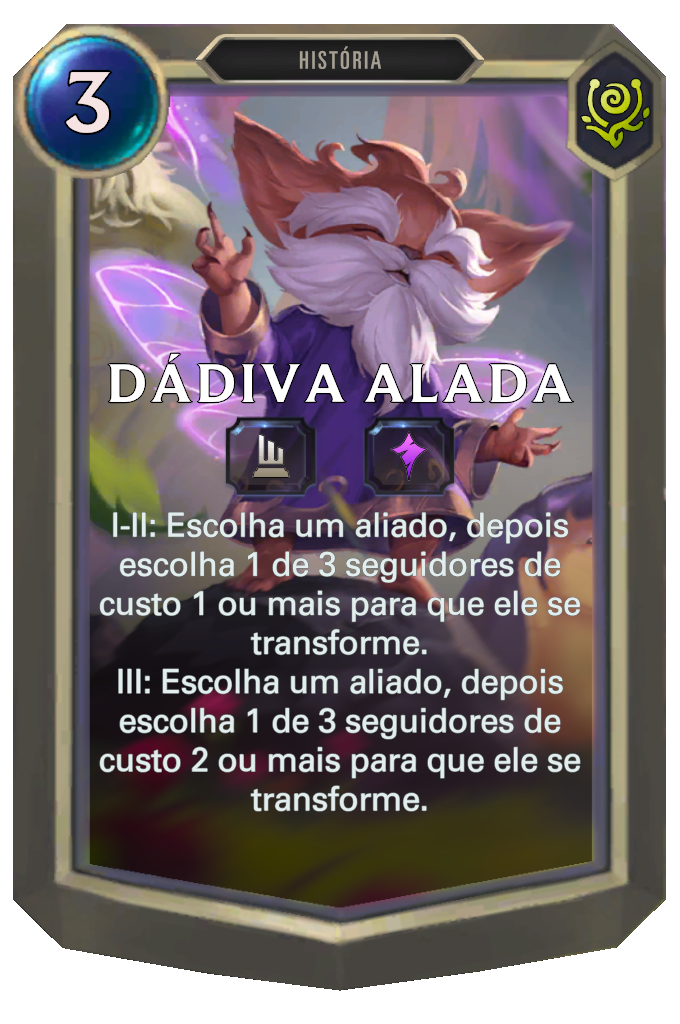 3
HISTÓRIA
DÁDIVA ALADA
I-II: Escolha um aliado, depois
escolha 1 de 3 seguidores de
custo 1 ou mais para que ele se
transforme.
III: Escolha um aliado, depois
escolha 1 de 3 seguidores de
custo 2 ou mais para que ele se
transforme.